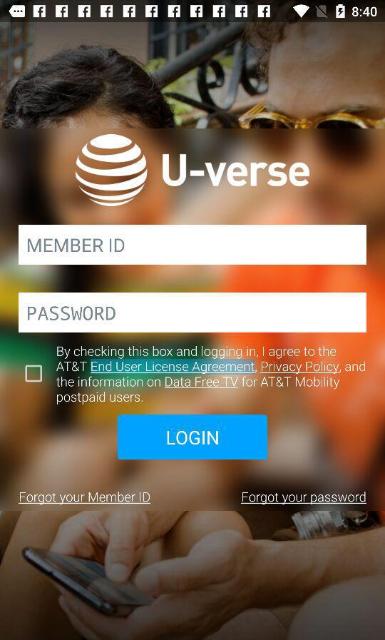 8:40
U-verse
MEMBER ID
PASSWORD
By checking this box and logging in, I agree to the
AT&T End User License Agreement, Privacy Policy, and
the information on Data Free TV for AT&T Mobility
postpaid users.
LOGIN
Forgot your Member ID
Forgot your password